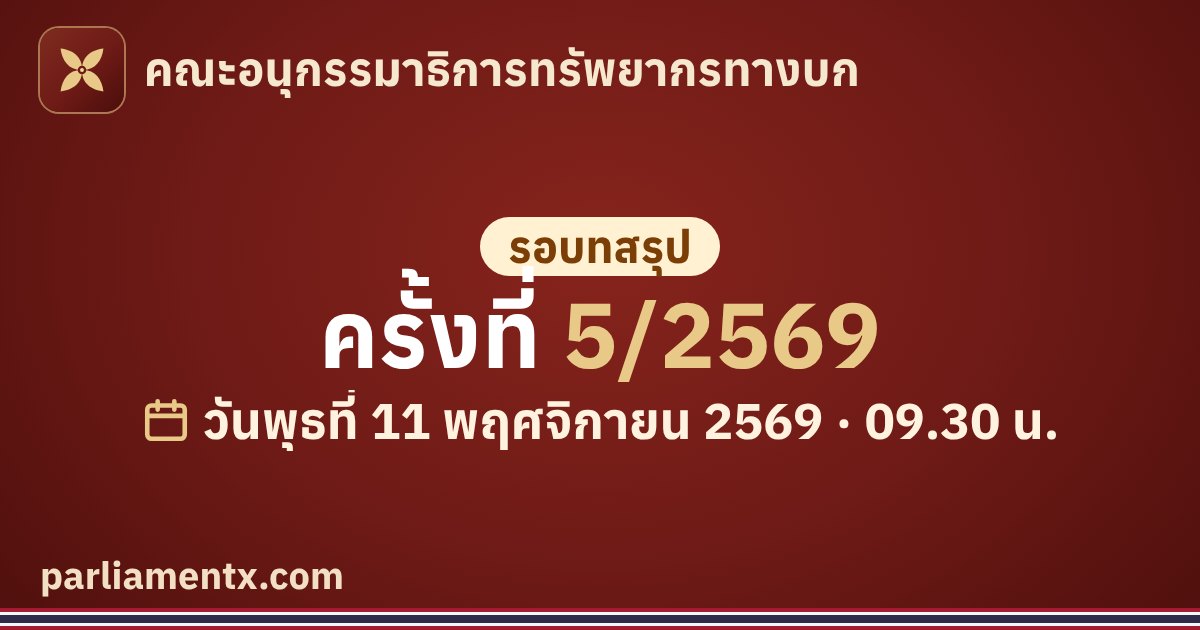 คณะอนุกรรมาธิการทรัพยากรทางบก
รอบทสรุป
ครั้งที่ 5/2569
วันพุธที่ 11 พฤศจิกายน 2569 · 09.30 น.
parliamentx.com